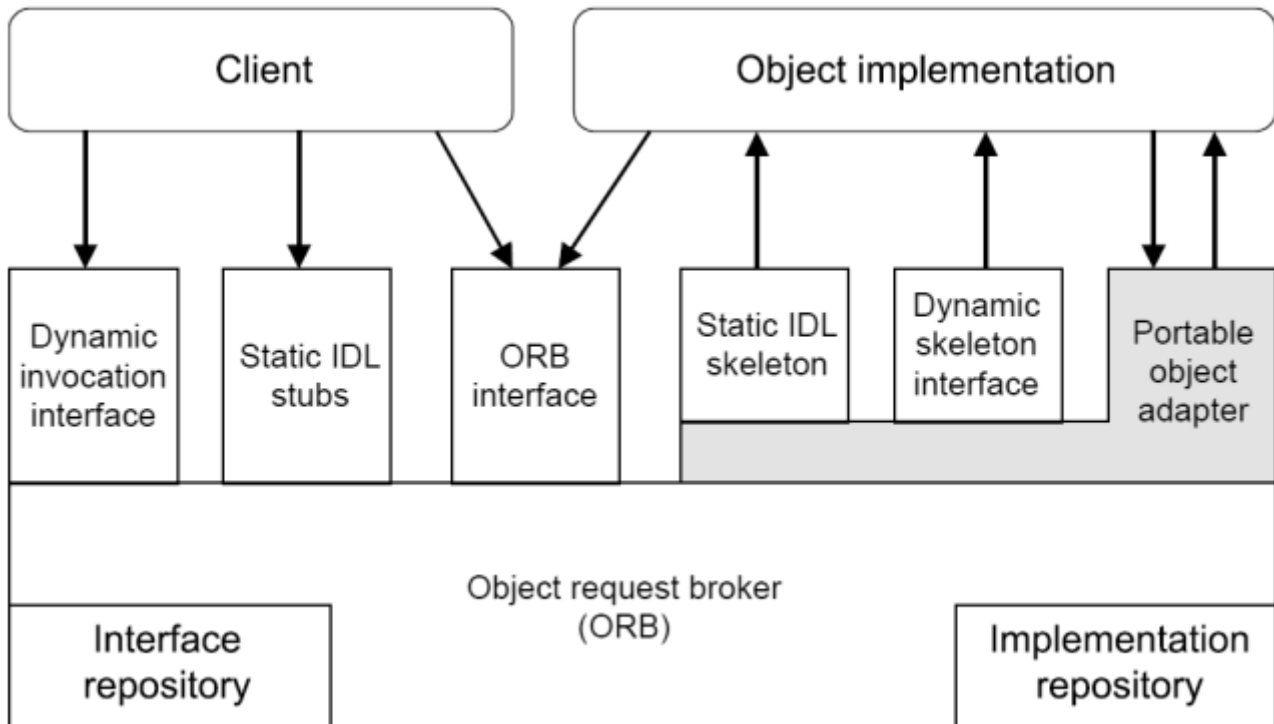 Client
Object implementation
Dynamic
invocation
interface
Static IDL
stubs
ORB
interface
Static IDL
skeleton
Dynamic
skeleton
interface
Portable
object
adapter
Object request broker
(ORB)
Interface
repository
Implementation
repository